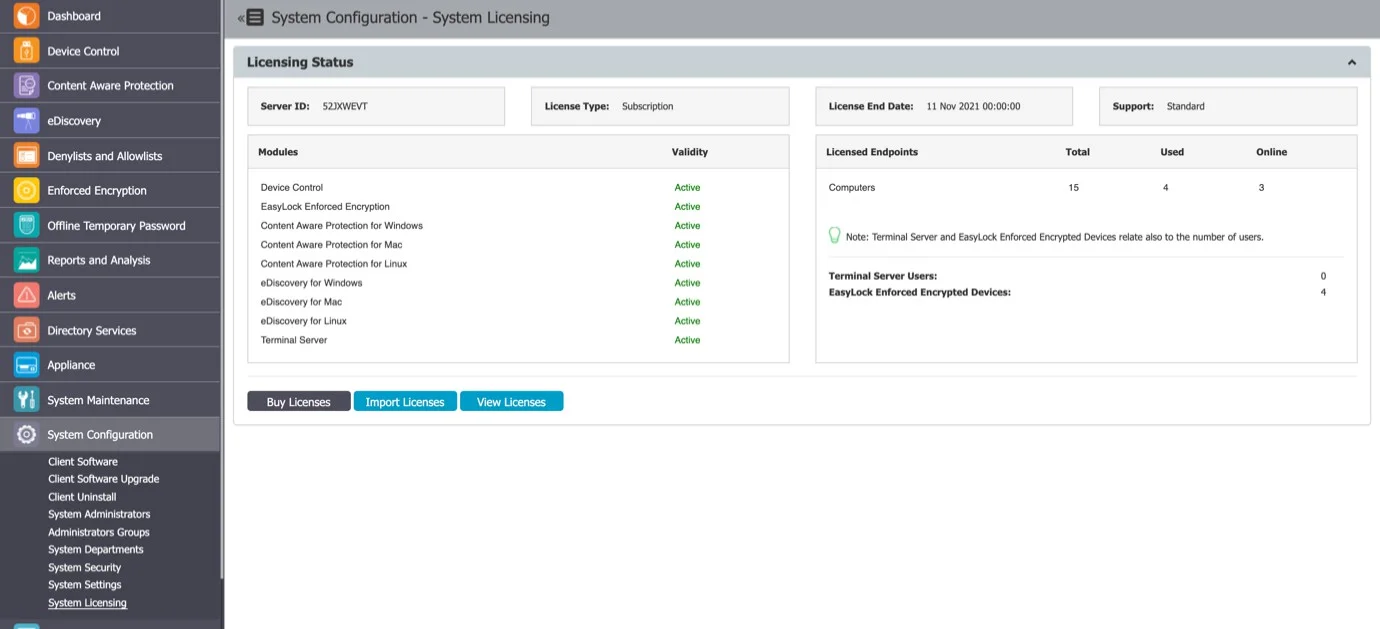 Dashboard
Device Control
Content Aware Protection
eDiscovery
Denylists and Allowlists
Enforced Encryption
Offline Temporary Password
Reports and Analysis
Alerts
Directory Services
Appliance
System Maintenance
System Configuration
Client Software
Client Software Upgrade
Client Uninstall
System Administrators
Administrators Groups
System Departments
System Security
System Settings
System Licensing
System Configuration - System Licensing
Licensing Status
Server ID: 52JXWEVT
License Type: Subscription
License End Date: 11 Nov 2021 00:00:00
Support: Standard
Modules Validity
Device Control Active
EasyLock Enforced Encryption Active
Content Aware Protection for Windows Active
Content Aware Protection for Mac Active
Content Aware Protection for Linux Active
eDiscovery for Windows Active
eDiscovery for Mac Active
eDiscovery for Linux Active
Terminal Server Active
Licensed Endpoints Total Used Online
Computers 15 4 3
Note: Terminal Server and EasyLock Enforced Encrypted Devices relate also to the number of users.
Terminal Server Users: 0
EasyLock Enforced Encrypted Devices: 4
Buy Licenses Import Licenses View Licenses